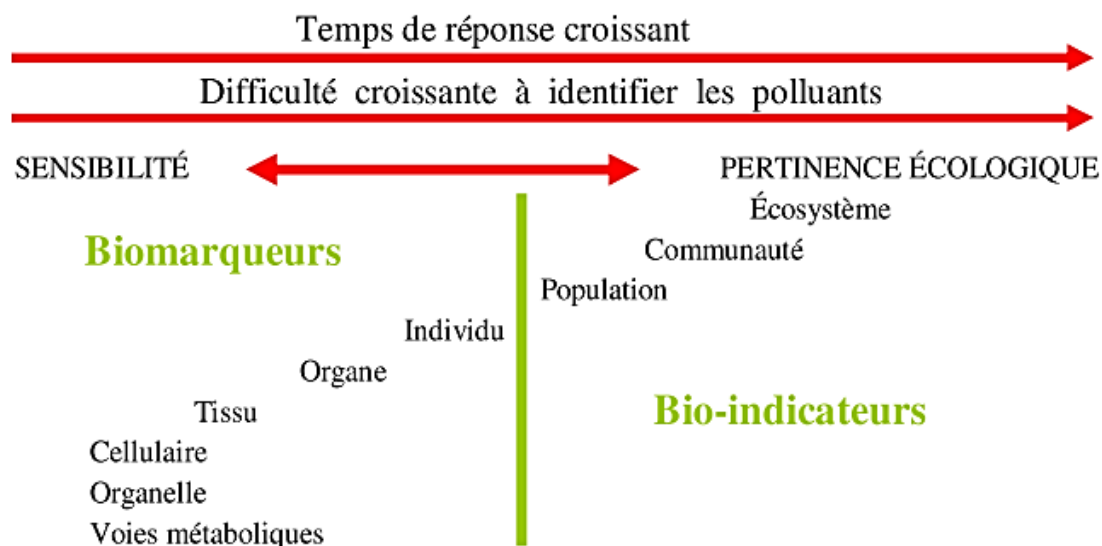 Temps de réponse croissant
Difficulté croissante à identifier les polluants
SENSIBILITÉ PERTINENCE ÉCOLOGIQUE
Écosystème
Biomarqueurs Communauté
Population
Individu
Organe
Tissu Bio-indicateurs
Cellulaire
Organelle
Voies métaboliques